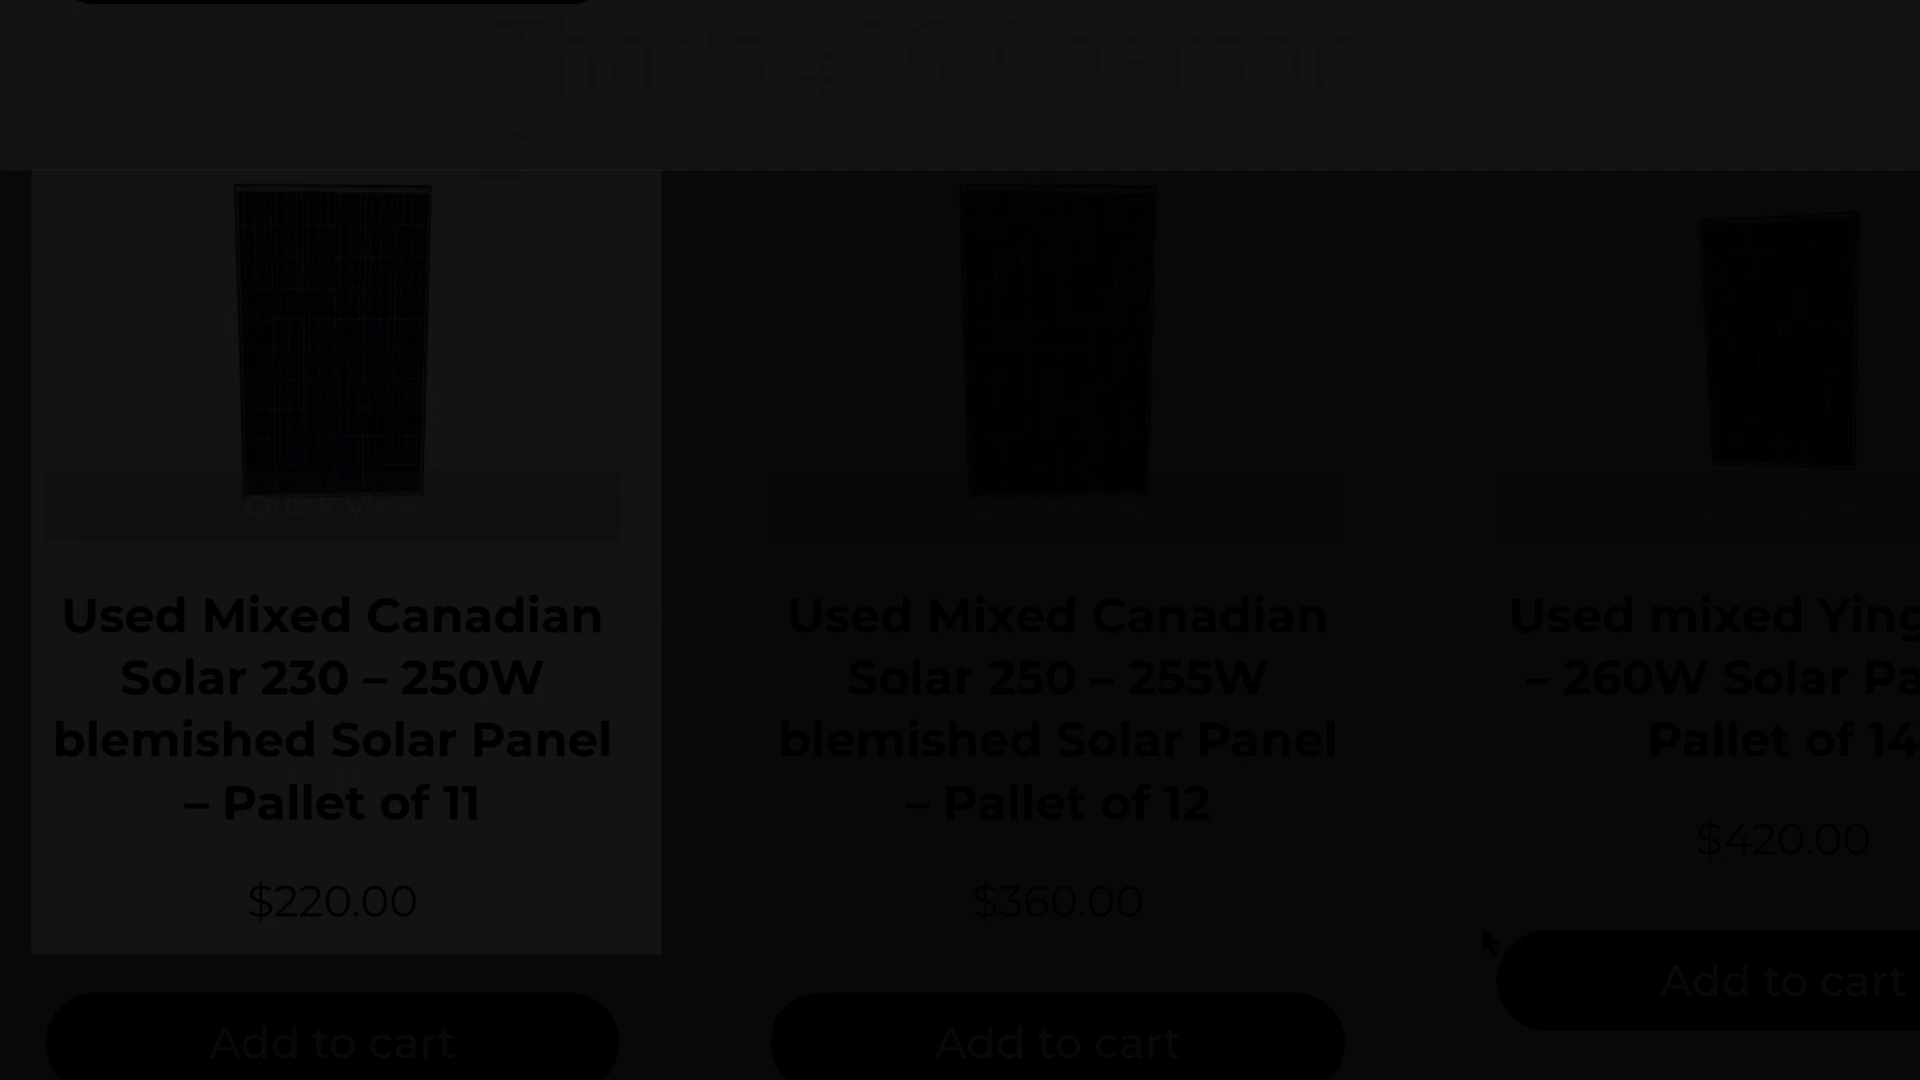 That's $20 / person
Quick View
Used Mixed Canadian
Solar 230 – 250W
blemished Solar Panel
– Pallet of 11
$220.00
Add to cart
Used Mixed Canadian
Solar 250 – 255W
blemished Solar Panel
– Pallet of 12
$360.00
Add to cart
Used mixed Ying
– 260W Solar Pa
Pallet of 14
$420.00
Add to cart